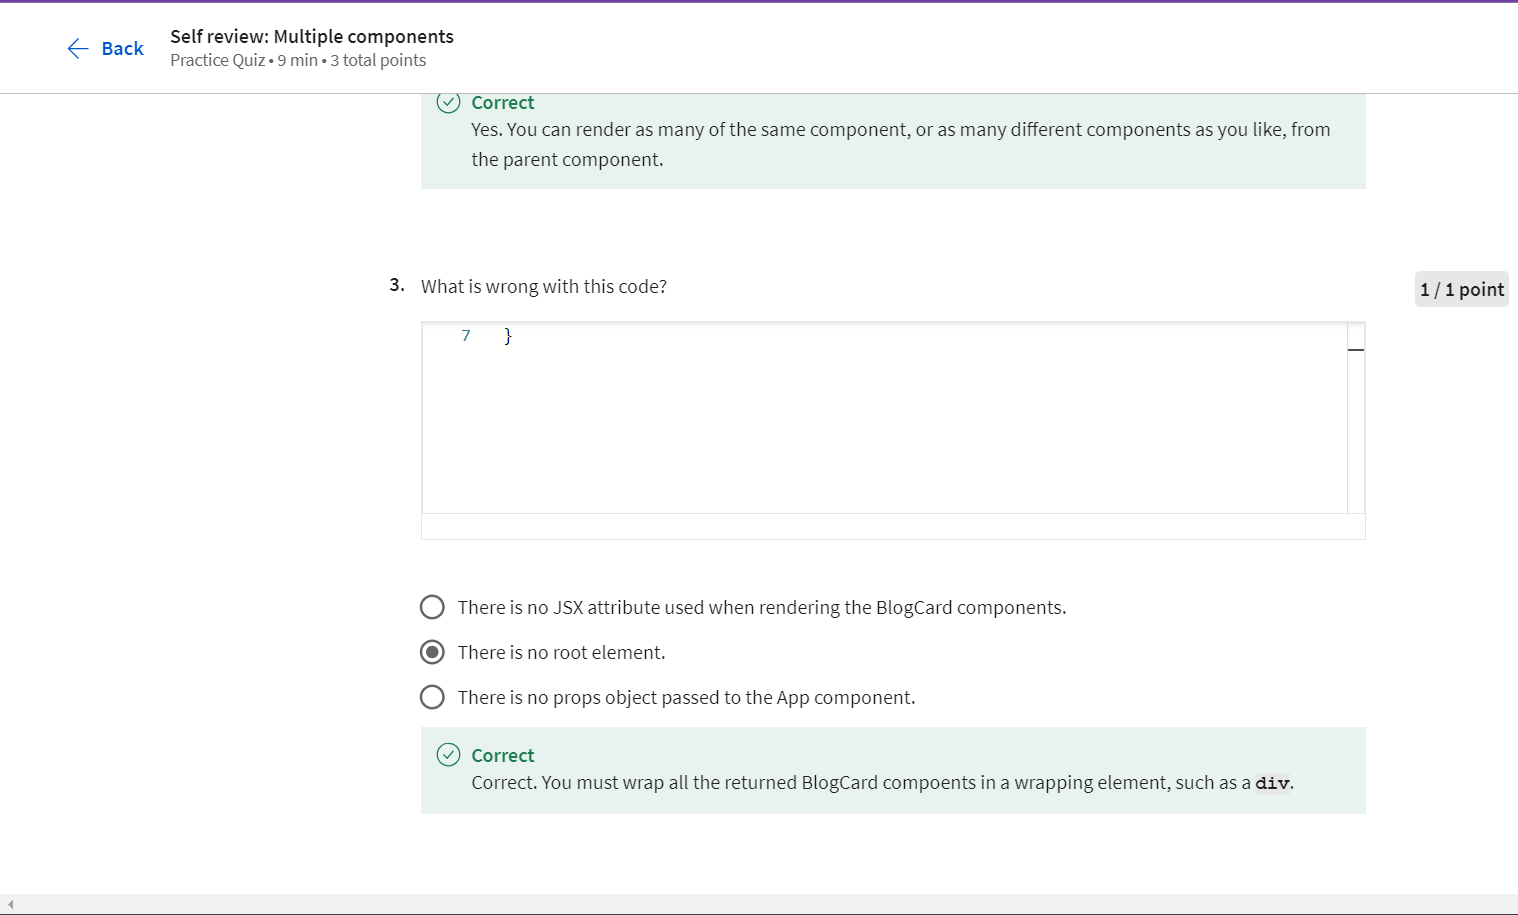 Back
Self review: Multiple components
Practice Quiz • 9 min • 3 total points
Correct
Yes. You can render as many of the same component, or as many different components as you like, from
the parent component.
3. What is wrong with this code?
1 / 1 point
7 }
There is no JSX attribute used when rendering the BlogCard components.
There is no root element.
There is no props object passed to the App component.
Correct
Correct. You must wrap all the returned BlogCard compoents in a wrapping element, such as a div.